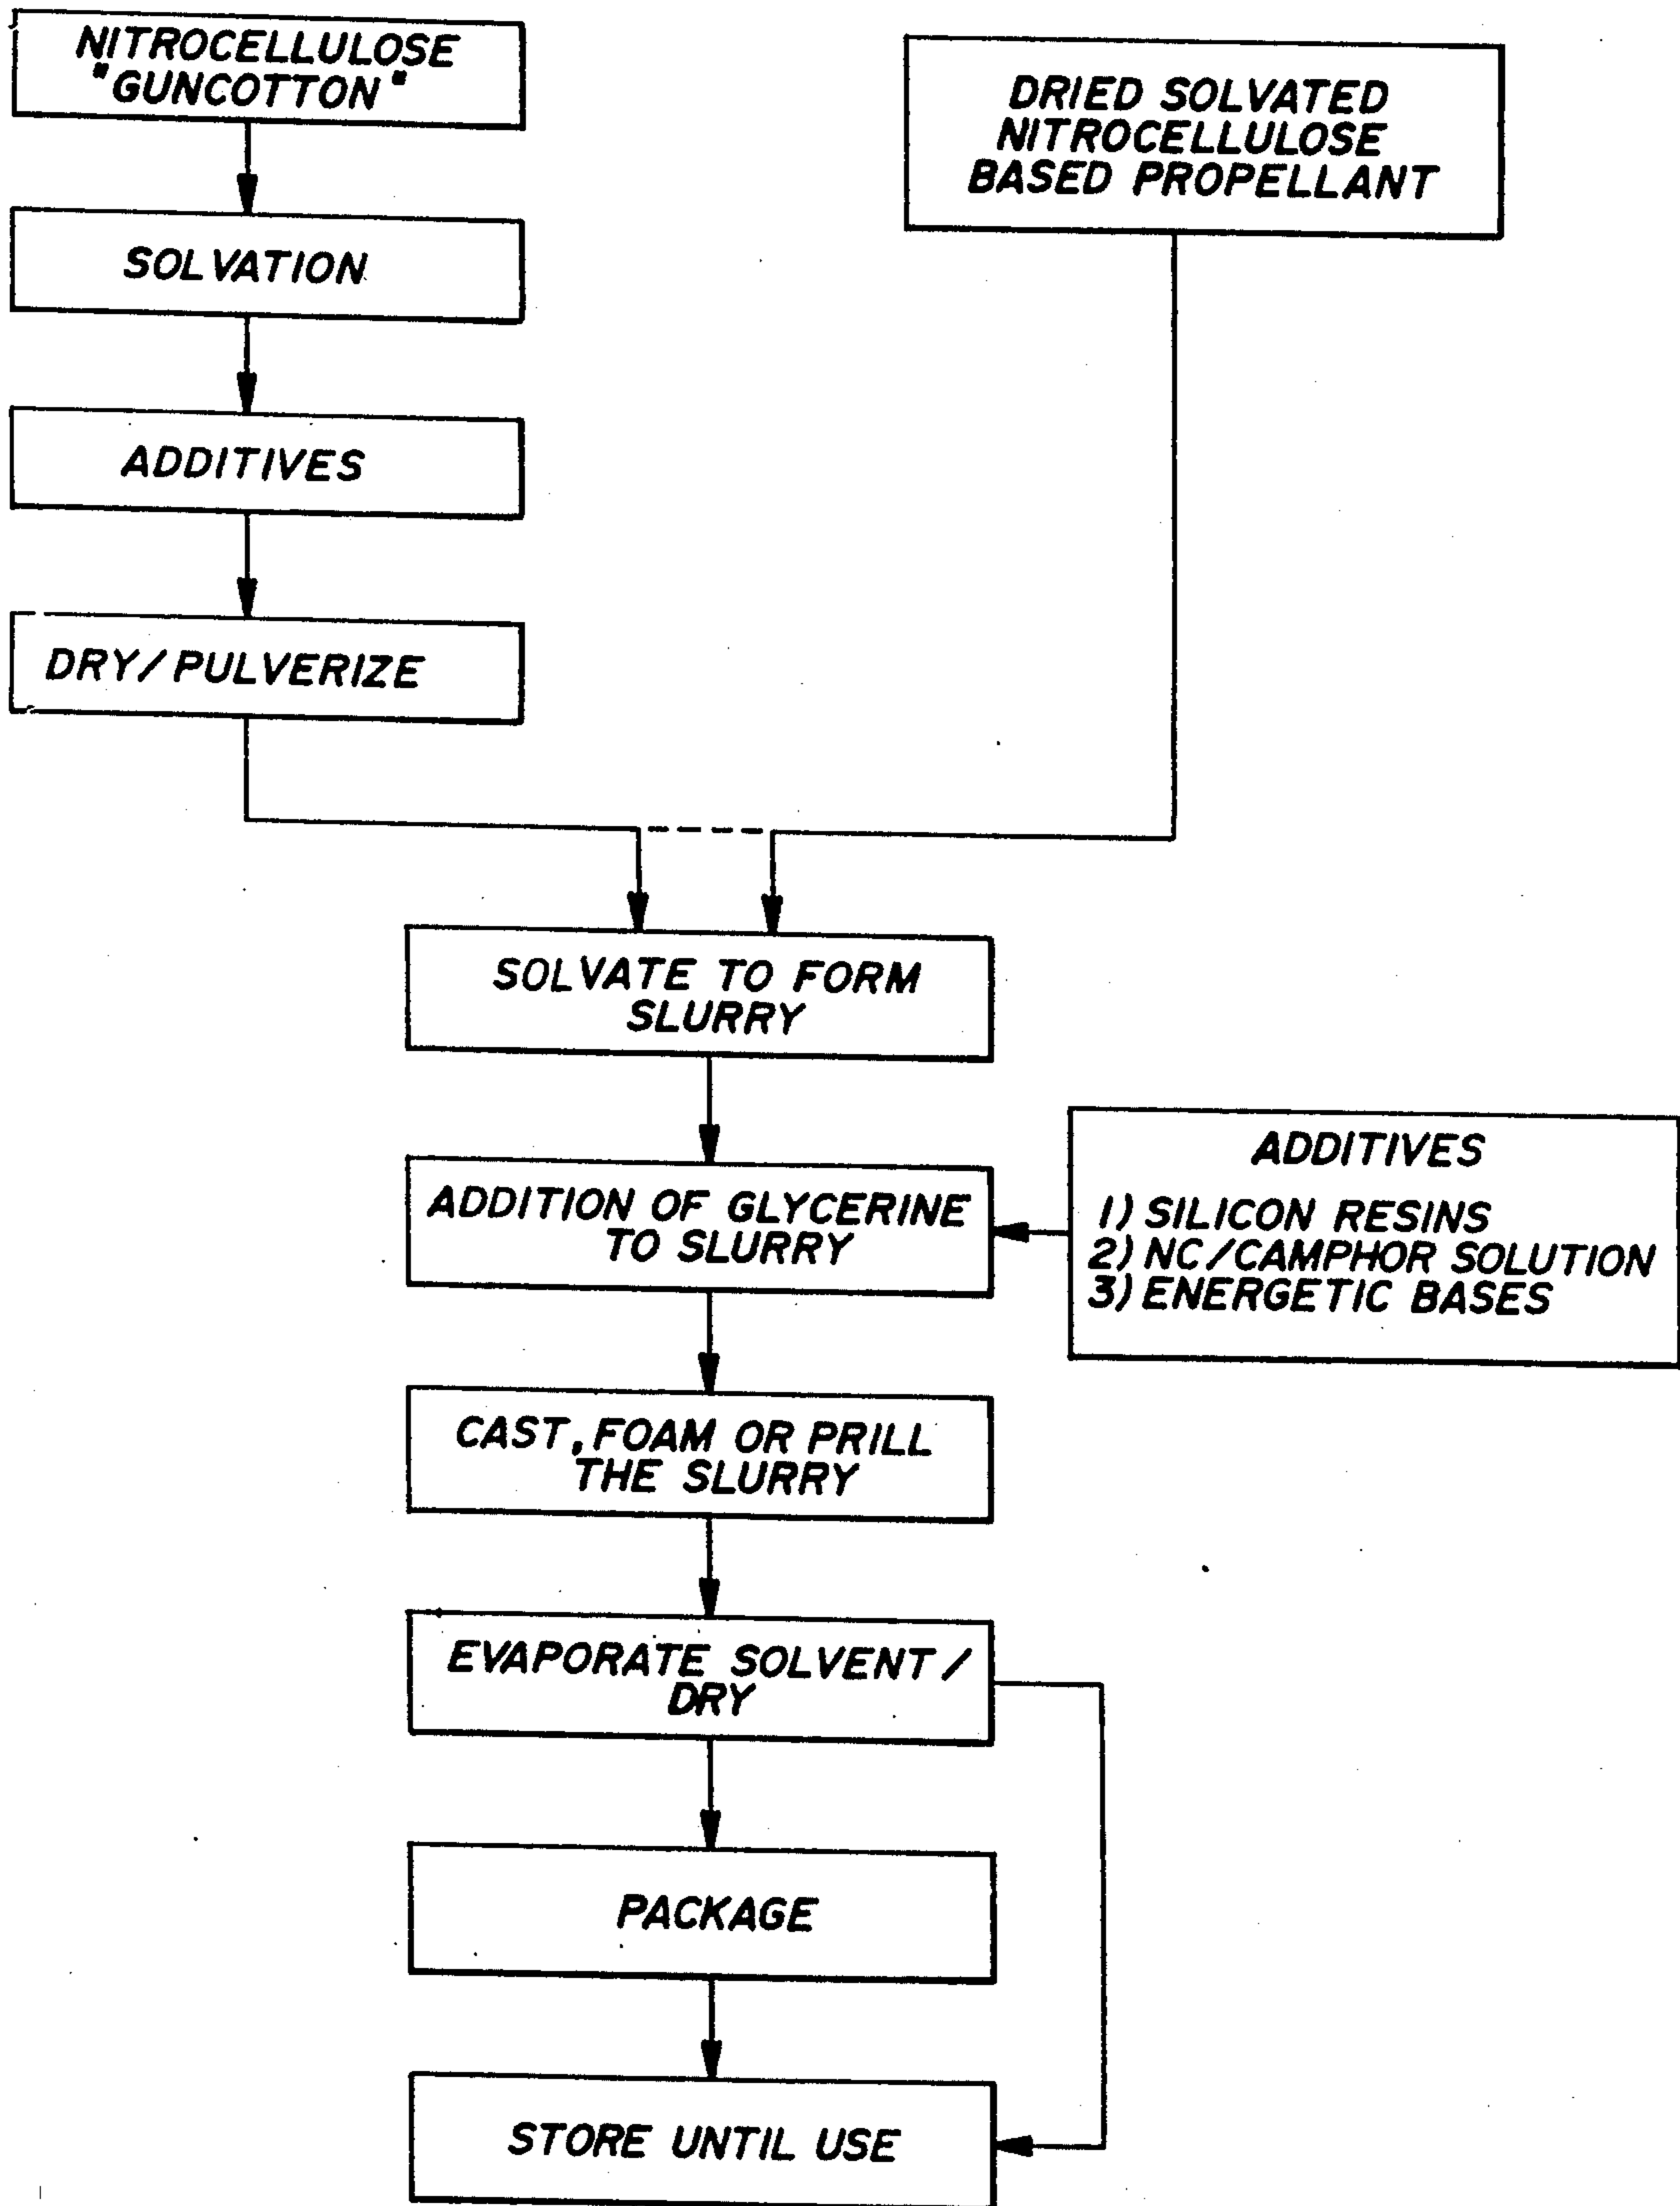 NITROCELLULOSE
"GUNCOTTON"
DRIED SOLVATED
NITROCELLULOSE
BASED PROPELLANT
SOLVATION
ADDITIVES
DRY/PULVERIZE
SOLVATE TO FORM
SLURRY
ADDITION OF GLYCERINE
TO SLURRY
ADDITIVES
1) SILICON RESINS
2) NC/CAMPHOR SOLUTION
3) ENERGETIC BASES
CAST, FOAM OR PRILL
THE SLURRY
EVAPORATE SOLVENT/
DRY
PACKAGE
STORE UNTIL USE